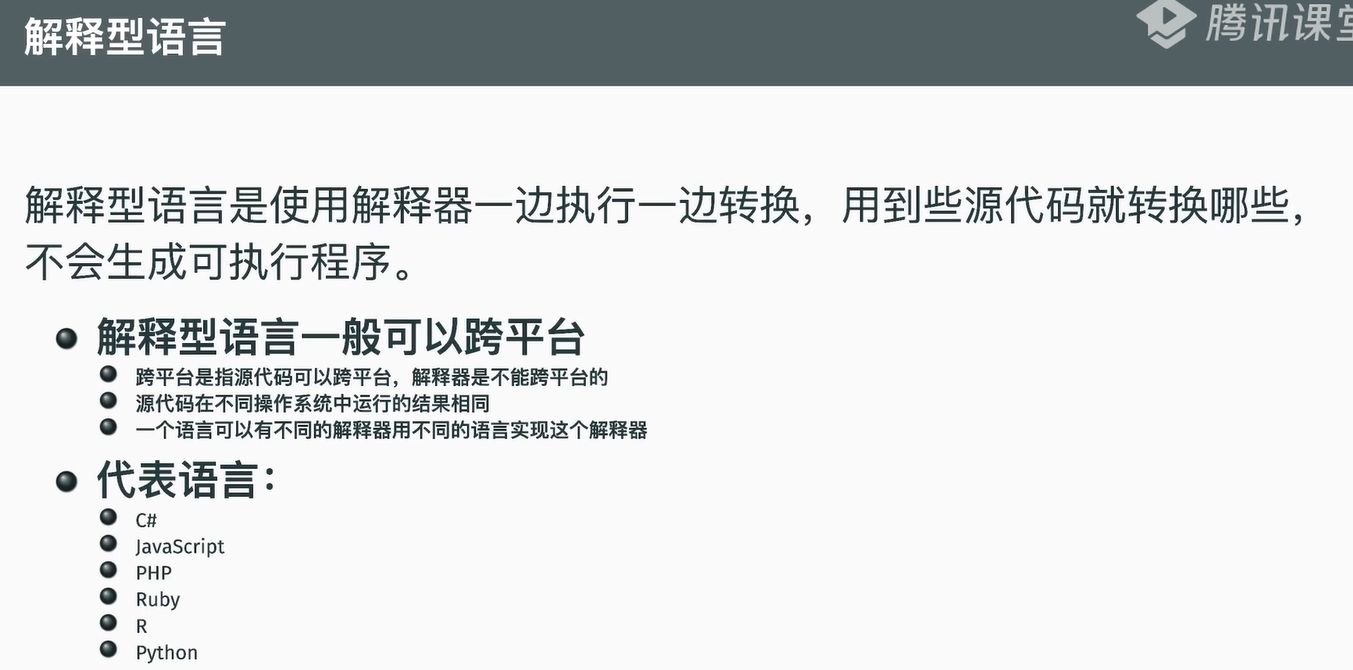 解释型语言
腾讯课堂
解释型语言是使用解释器一边执行一边转换，用到些源代码就转换哪些，
不会生成可执行程序。
解释型语言一般可以跨平台
跨平台是指源代码可以跨平台，解释器是不能跨平台的
源代码在不同操作系统中运行的结果相同
一个语言可以有不同的解释器用不同的语言实现这个解释器
代表语言：
C#
JavaScript
PHP
Ruby
R
Python